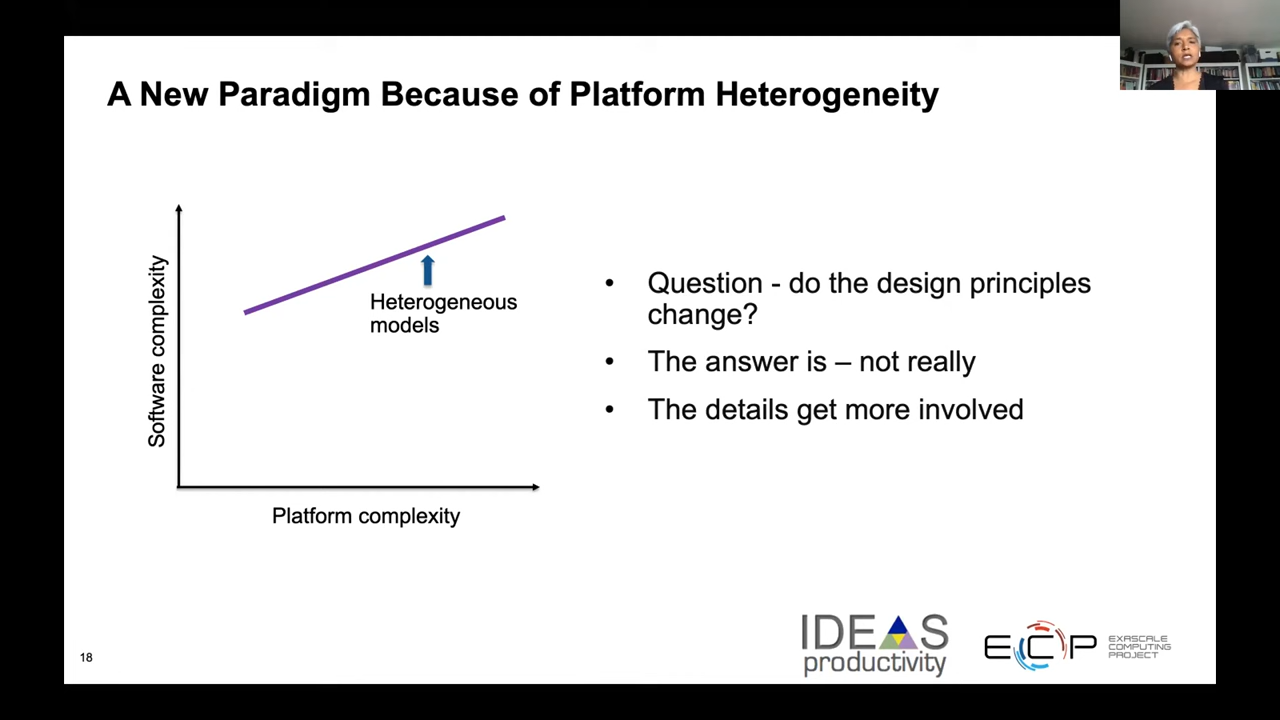 A New Paradigm Because of Platform Heterogeneity
Software complexity
Heterogeneous
models
Platform complexity
• Question - do the design principles
change?
• The answer is – not really
• The details get more involved
18
IDEAS
productivity
ECP
EXASCALE
COMPUTING
PROJECT